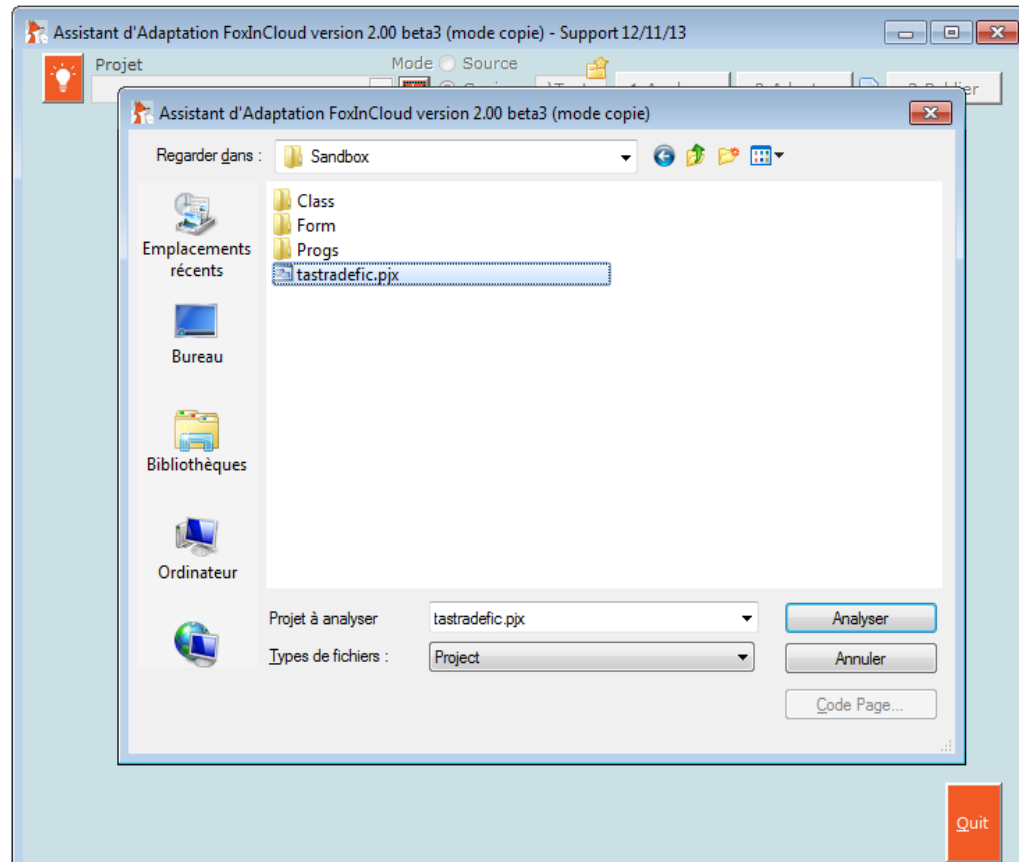 Assistant d'Adaptation FoxInCloud version 2.00 beta3 (mode copie) - Support 12/11/13
Projet
Mode
Source
Assistant d'Adaptation FoxInCloud version 2.00 beta3 (mode copie)
Regarder dans :
Sandbox
Emplacements
récents
Bureau
Bibliothèques
Ordinateur
Class
Form
Progs
tastradefic.pjx
Projet à analyser
tastradefic.pjx
Analyser
Types de fichiers :
Project
Annuler
Code Page...
Quit